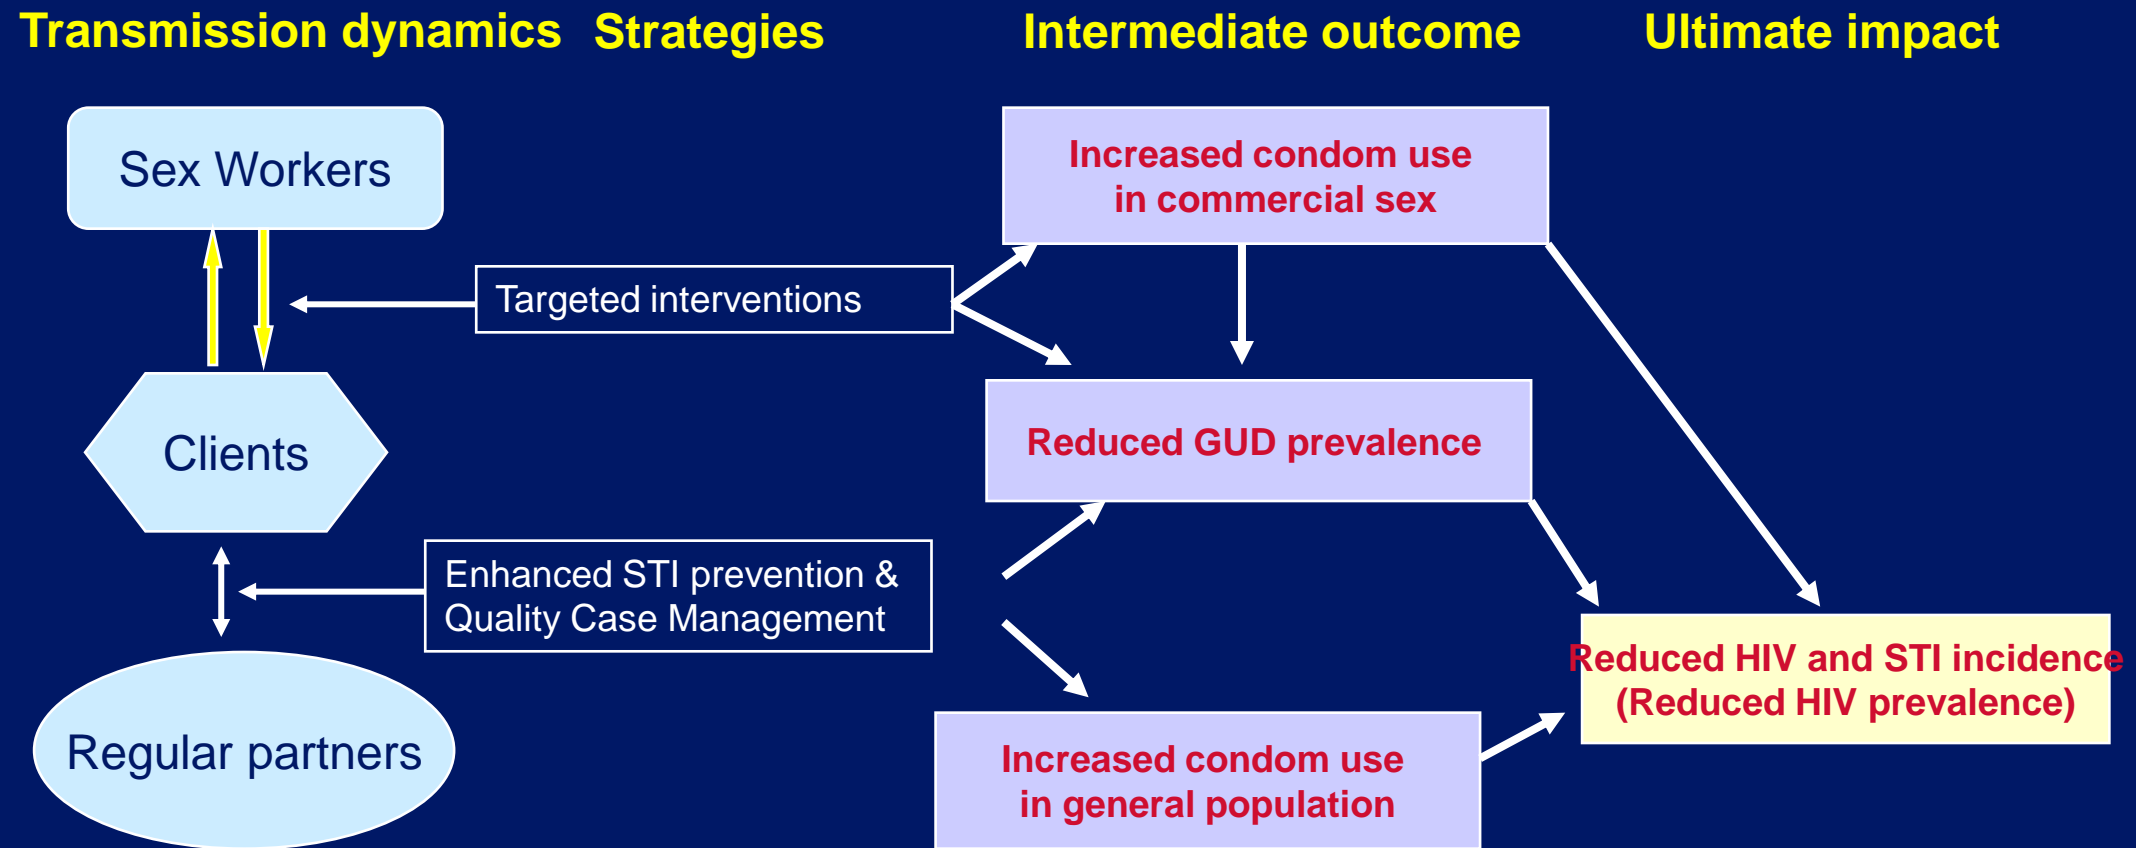 Transmission dynamics
Strategies
Intermediate outcome
Ultimate impact
Sex Workers
Increased condom use
in commercial sex
Targeted interventions
Clients
Reduced GUD prevalence
Enhanced STI prevention &
Quality Case Management
Reduced HIV and STI incidence
(Reduced HIV prevalence)
Regular partners
Increased condom use
in general population